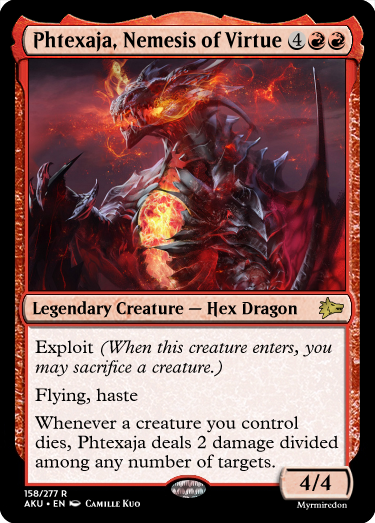 Phtexaja, Nemesis of Virtue 4
Legendary Creature — Hex Dragon
Exploit (When this creature enters, you
may sacrifice a creature.)
Flying, haste
Whenever a creature you control
dies, Phtexaja deals 2 damage divided
among any number of targets.
4/4
158/277 R
AKU • EN Camille Kuo
Myrmiredon